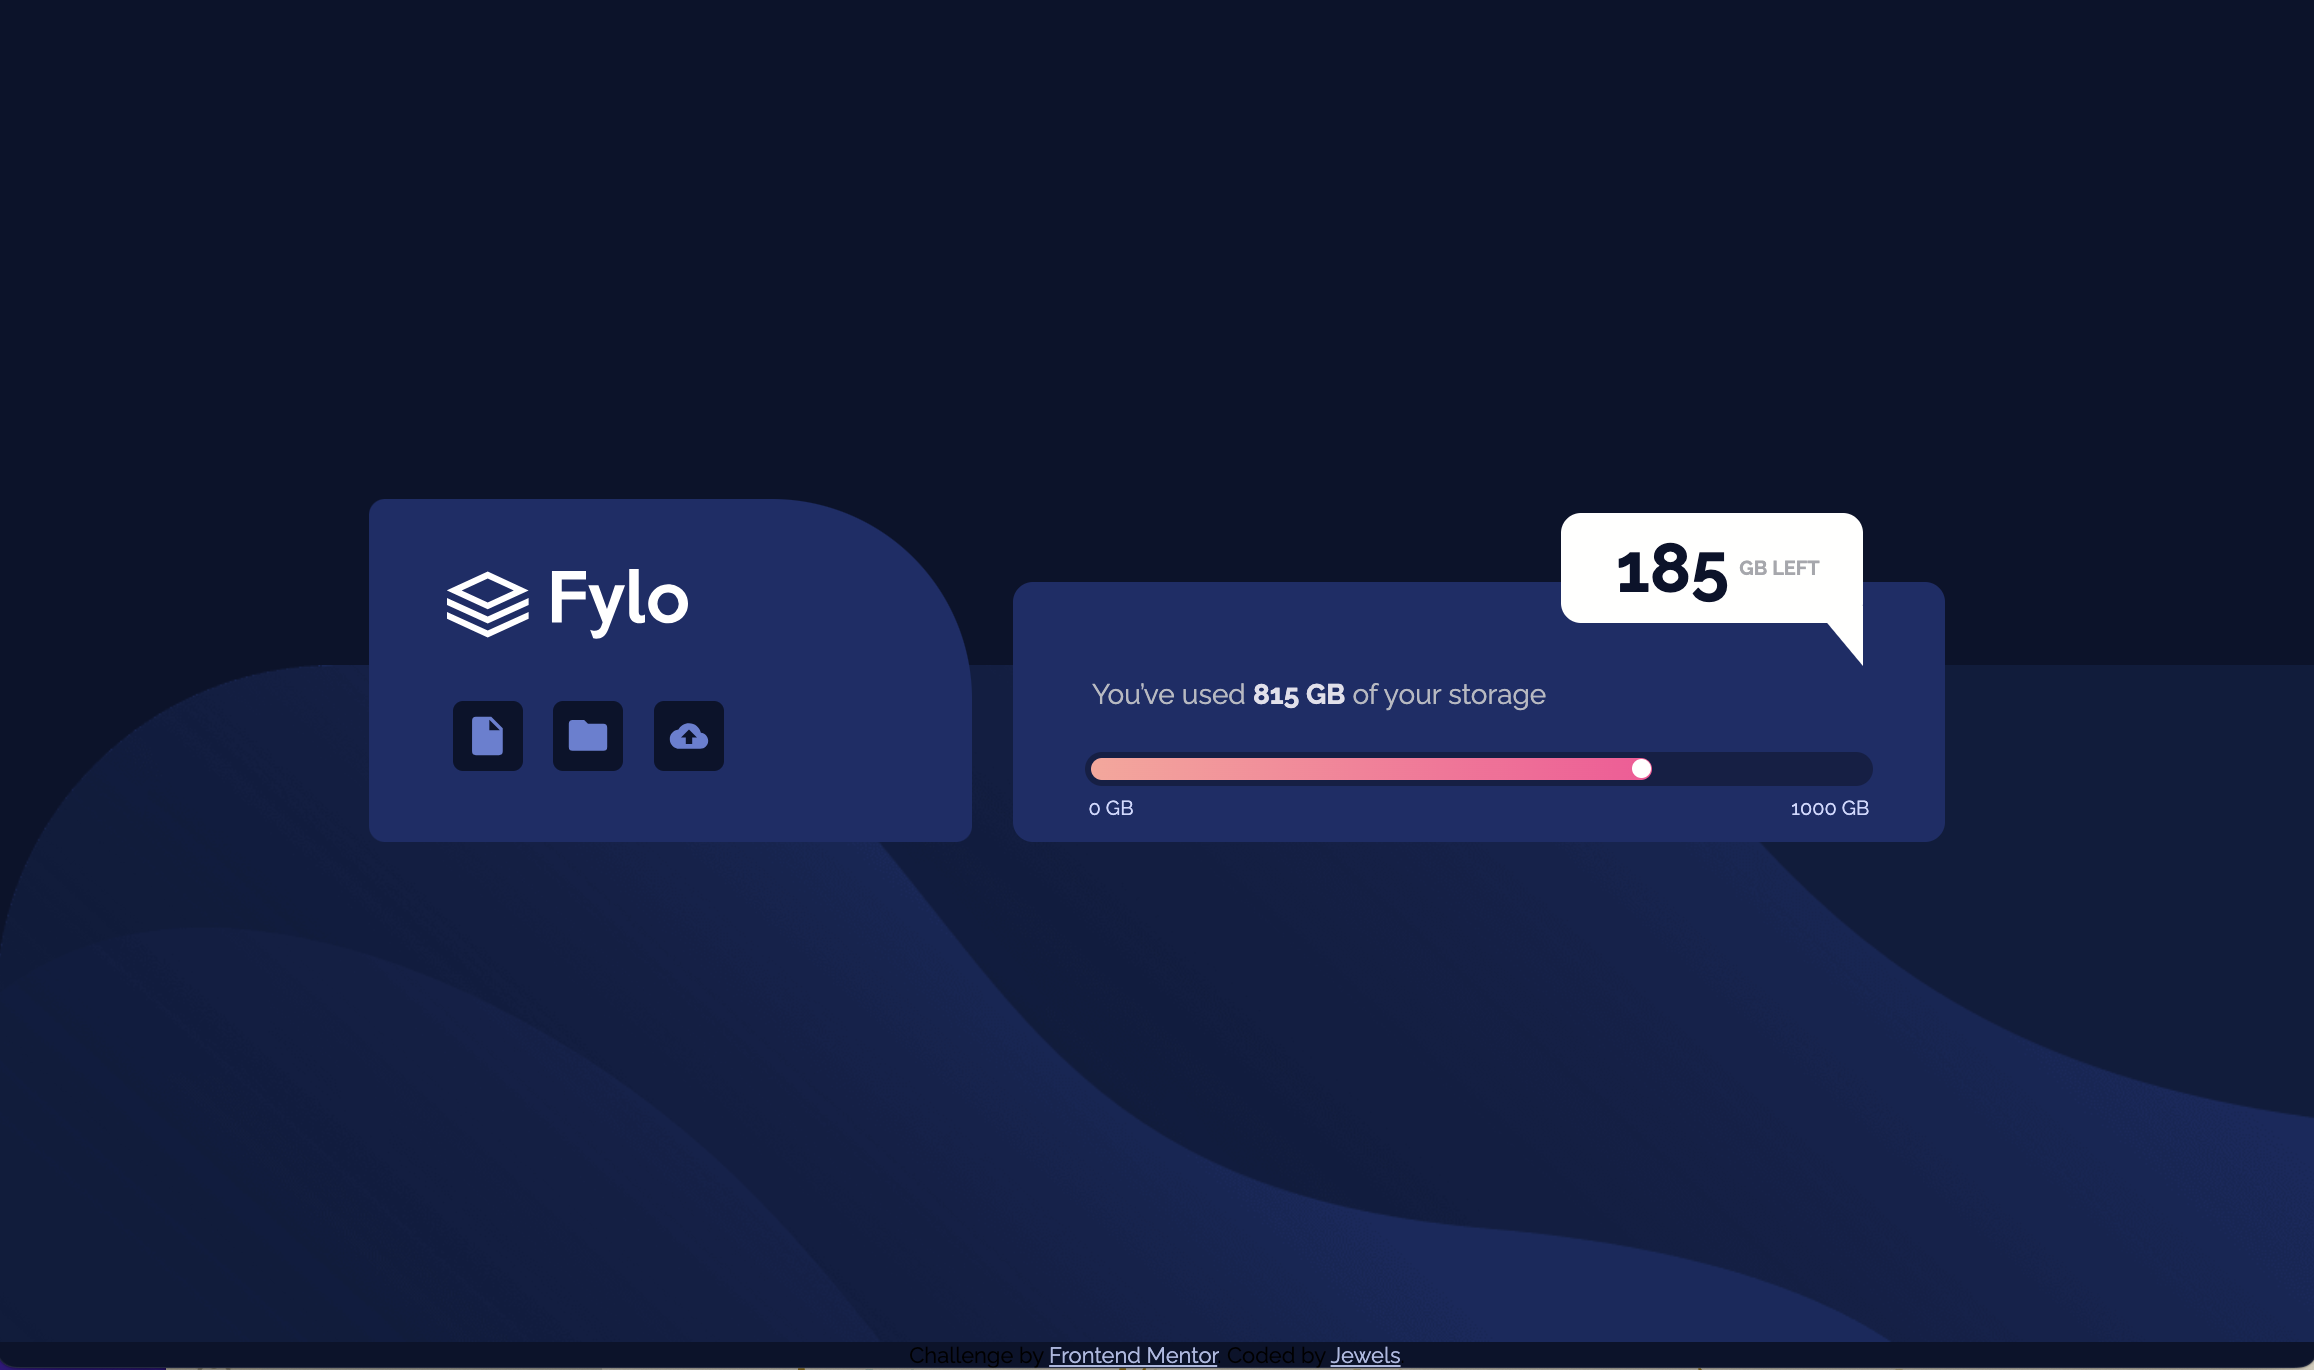 Fylo
185 GB LEFT
You’ve used 815 GB of your storage
0 GB
1000 GB
Challenge by Frontend Mentor Coded by Jewels